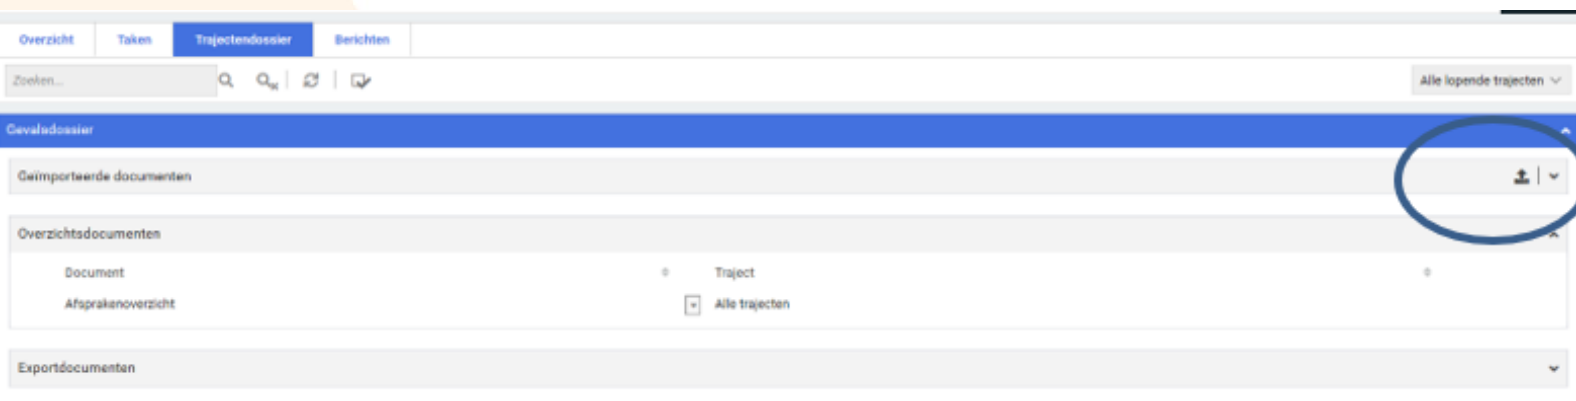 Overzicht Taken Trajectendossier Berichten
Zoeken... Alle lopende trajecten
Gevalsdossier
Geïmporteerde documenten
Overzichtsdocumenten
Document Traject
Afsprakenoverzicht Alle trajecten
Exportdocumenten